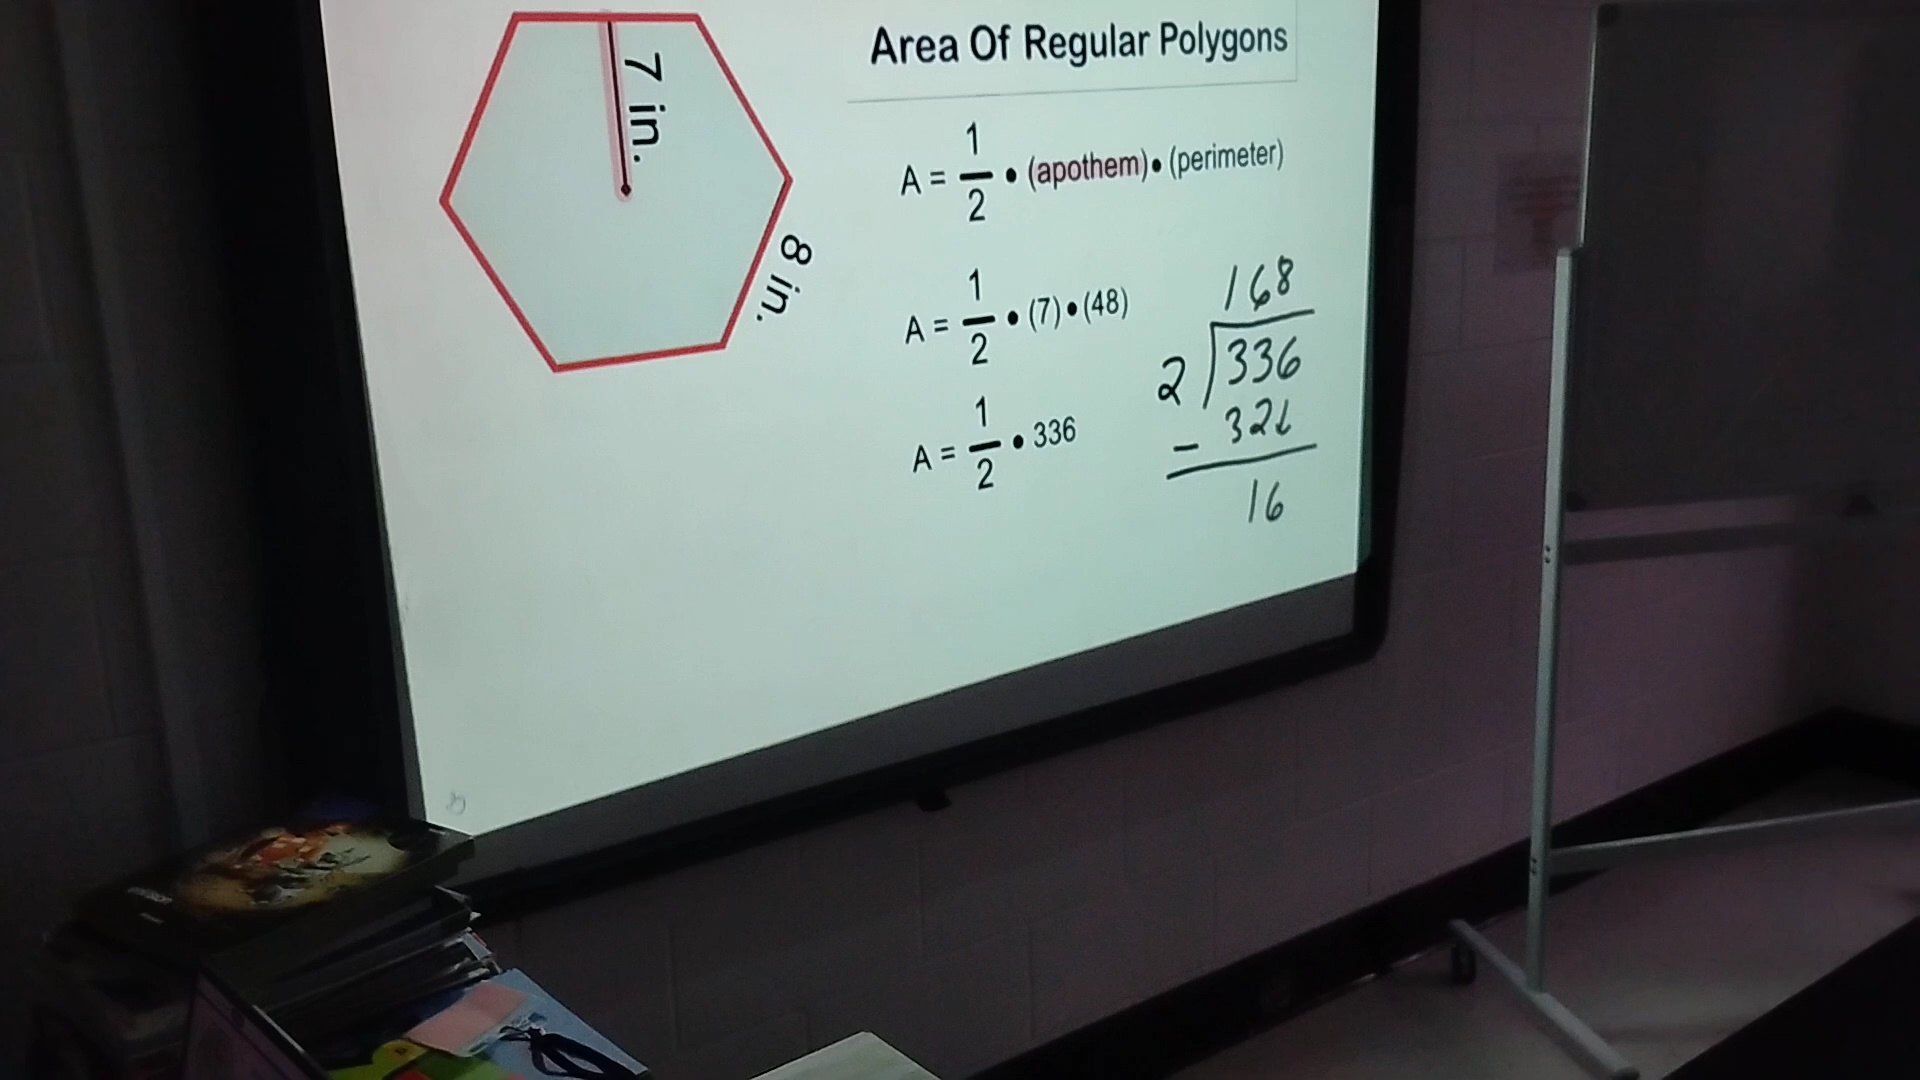 7 in.
8 in.
Area Of Regular Polygons
A = 1/2 • (apothem) • (perimeter)
A = 1/2 • (7) • (48)
A = 1/2 • 336
168
2 336
- 32
16